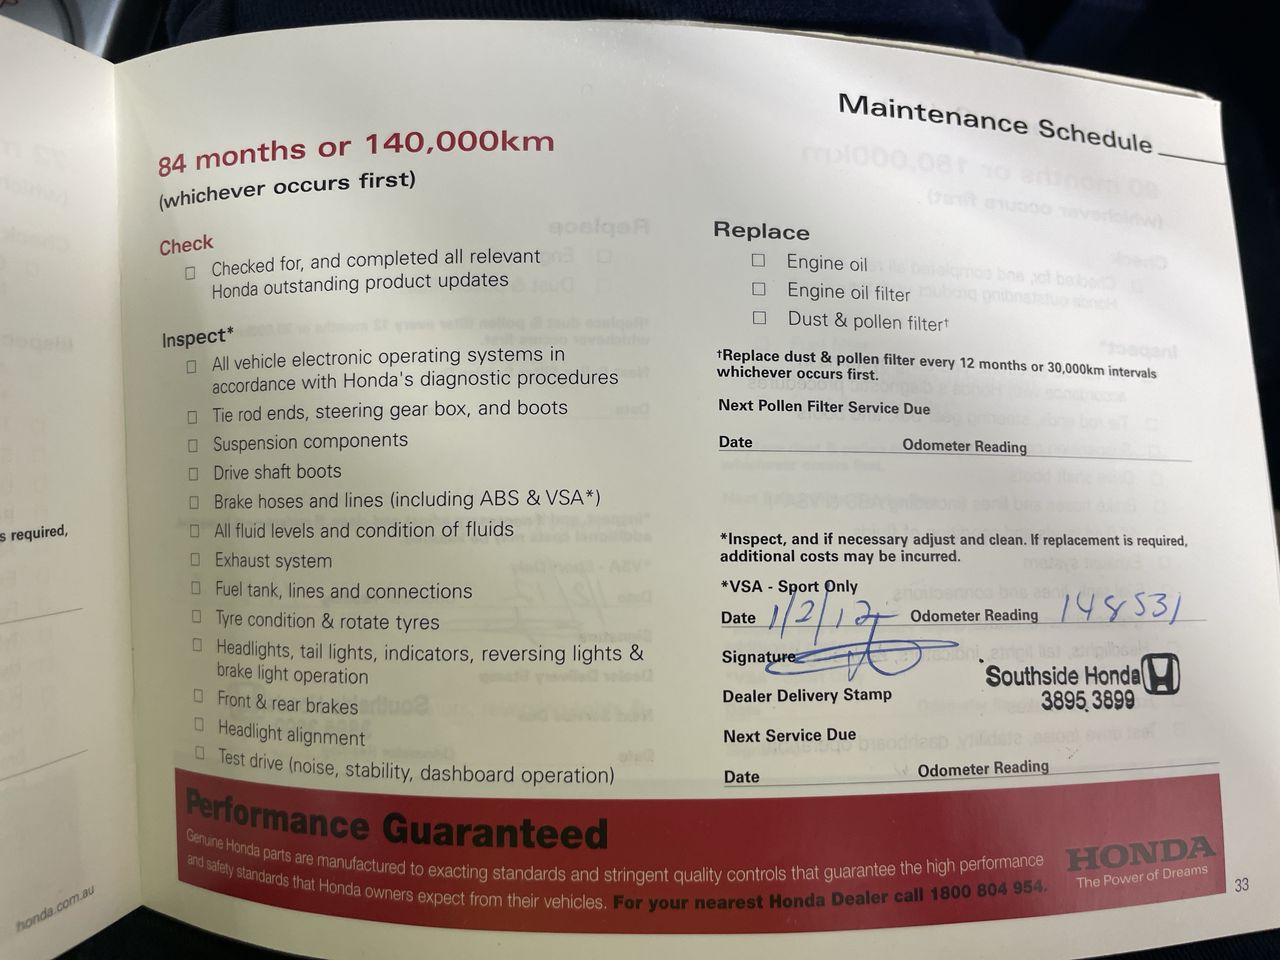 Maintenance Schedule
84 months or 140,000km
(whichever occurs first)
Check
Checked for, and completed all relevant
Honda outstanding product updates
Inspect*
All vehicle electronic operating systems in
accordance with Honda's diagnostic procedures
Tie rod ends, steering gear box, and boots
Suspension components
Drive shaft boots
Brake hoses and lines (including ABS & VSA*)
All fluid levels and condition of fluids
Exhaust system
Fuel tank, lines and connections
Tyre condition & rotate tyres
Headlights, tail lights, indicators, reversing lights &
brake light operation
Front & rear brakes
Headlight alignment
Test drive (noise, stability, dashboard operation)
Replace
Engine oil
Engine oil filter
Dust & pollen filter†
†Replace dust & pollen filter every 12 months or 30,000km intervals
whichever occurs first.
Next Pollen Filter Service Due
Date Odometer Reading
*Inspect, and if necessary adjust and clean. If replacement is required,
additional costs may be incurred.
*VSA - Sport Only
Date 1/2/12 Odometer Reading 148531
Signature
Southside Honda
3895 3899
Dealer Delivery Stamp
Next Service Due
Date Odometer Reading
Performance Guaranteed
Genuine Honda parts are manufactured to exacting standards and stringent quality controls that guarantee the high performance
and safety standards that Honda owners expect from their vehicles. For your nearest Honda Dealer call 1800 804 954.
HONDA
The Power of Dreams
33
s required,
honda.com.au